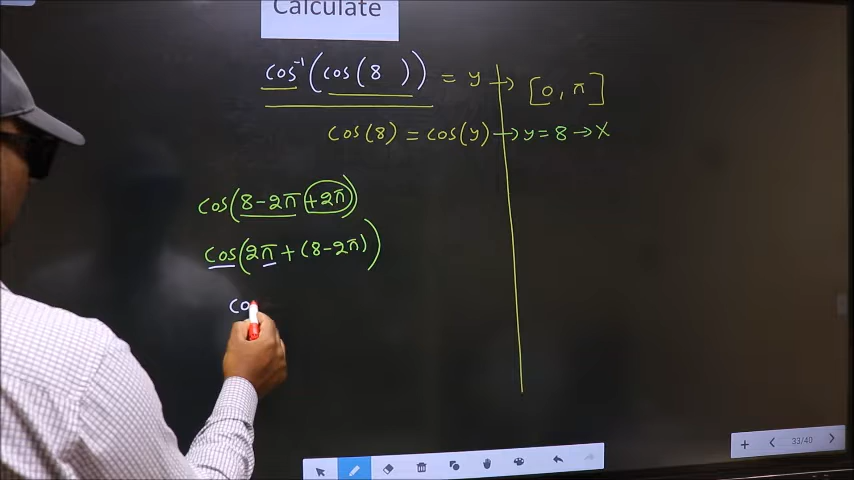 Calculate
cos⁻¹(cos(8 )) = y → [0, π]
cos(8) = cos(y) → y = 8 → X
cos(8-2π+2π)
cos(2π+(8-2π))
co
33/40